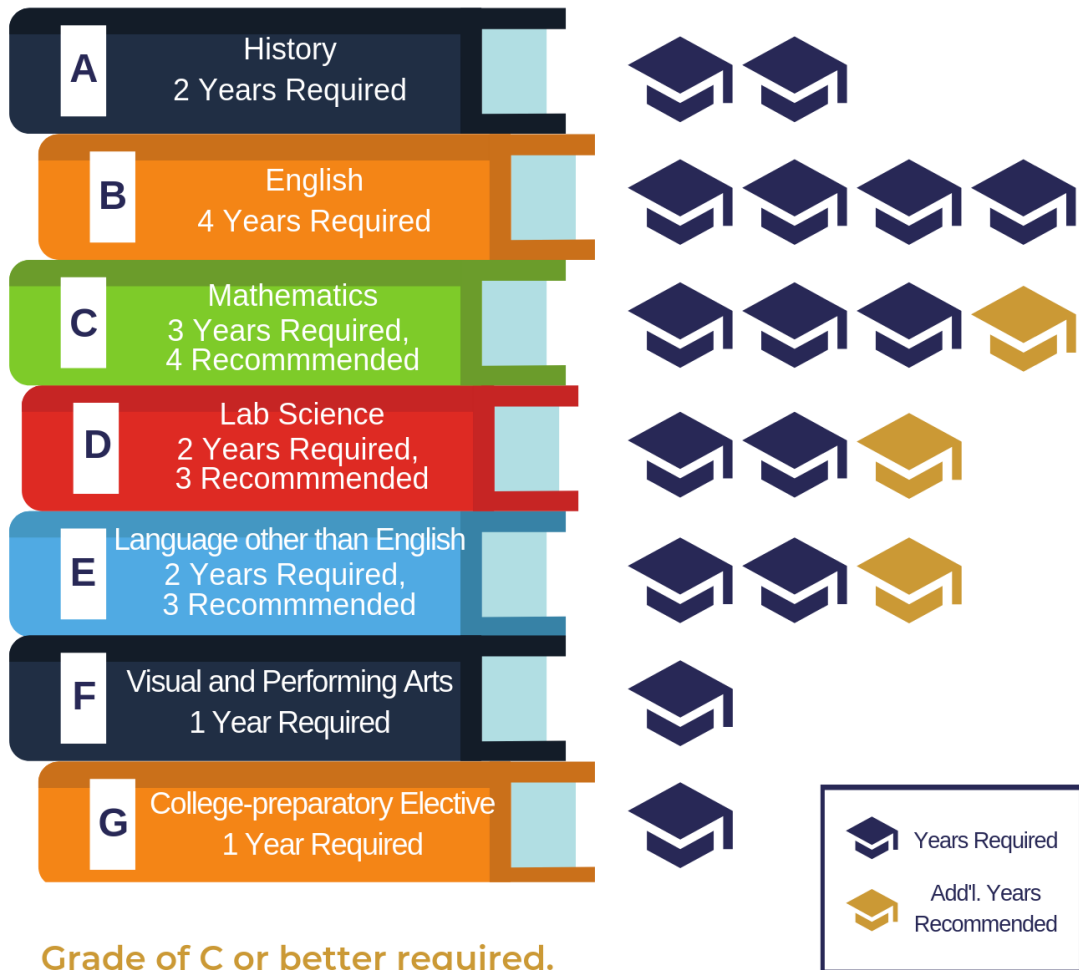 A
History
2 Years Required
B
English
4 Years Required
C
Mathematics
3 Years Required,
4 Recommmended
D
Lab Science
2 Years Required,
3 Recommmended
E
Language other than English
2 Years Required,
3 Recommmended
F
Visual and Performing Arts
1 Year Required
G
College-preparatory Elective
1 Year Required
Years Required
Add'l. Years
Recommended
Grade of C or better required.